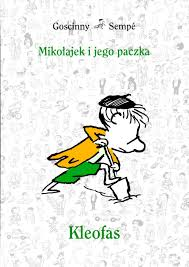 Goscinny Sempé
Mikołajek i jego paczka
Kleofas